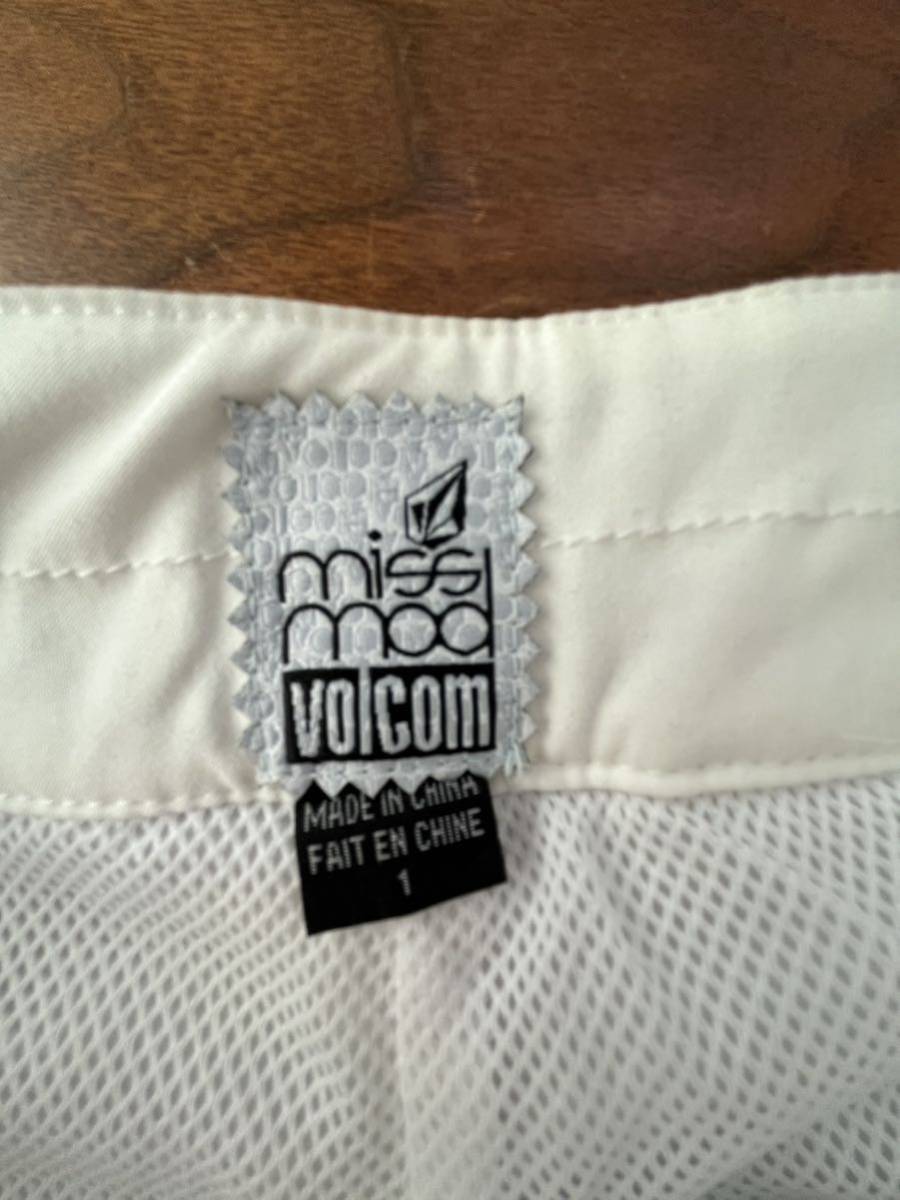 miss
mod
volcom
MADE IN CHINA
FAIT EN CHINE
1